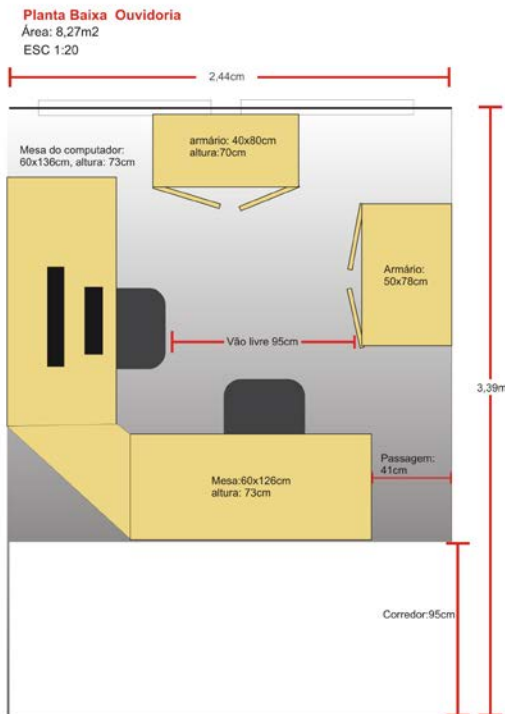 Planta Baixa Ouvidoria
Área: 8,27m2
ESC 1:20
2,44cm
Mesa do computador:
60x136cm, altura: 73cm
armário: 40x80cm
altura:70cm
Armário:
50x78cm
Vão livre 95cm
3,39m
Passagem:
41cm
Mesa:60x126cm
altura: 73cm
Corredor:95cm